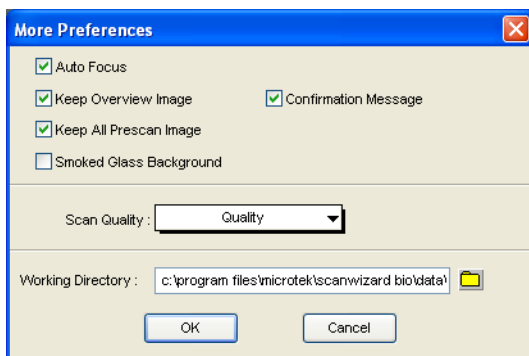 More Preferences
Auto Focus
Keep Overview Image
Confirmation Message
Keep All Prescan Image
Smoked Glass Background
Scan Quality : Quality
Working Directory : c:\program files\microtek\scanwizard bio\data\
OK
Cancel